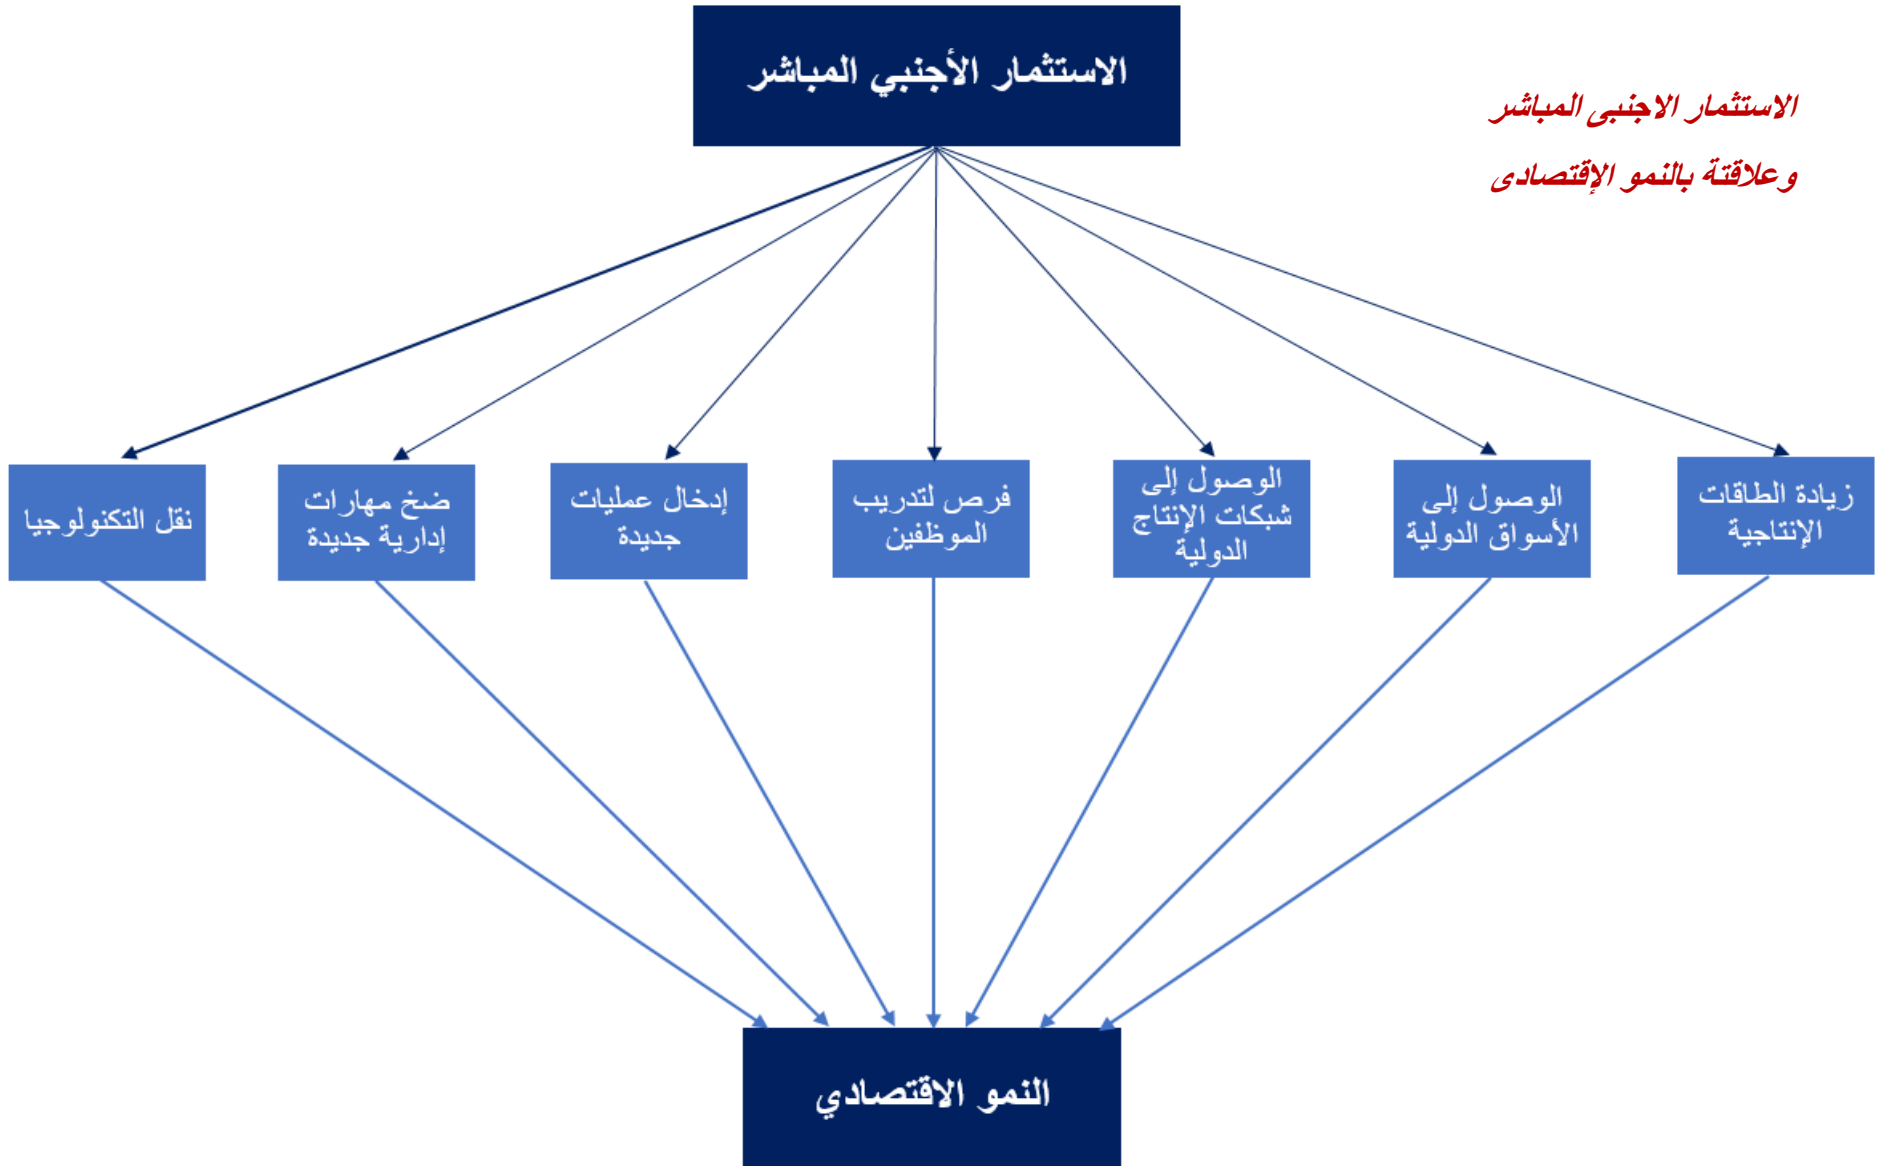 الاستثمار الأجنبي المباشر
الاستثمار الاجنبى المباشر
وعلاقتة بالنمو الإقتصادى
زيادة الطاقات
الإنتاجية
الوصول إلى
الأسواق الدولية
الوصول إلى
شبكات الإنتاج
الدولية
فرص لتدريب
الموظفين
إدخال عمليات
جديدة
ضخ مهارات
إدارية جديدة
نقل التكنولوجيا
النمو الاقتصادي